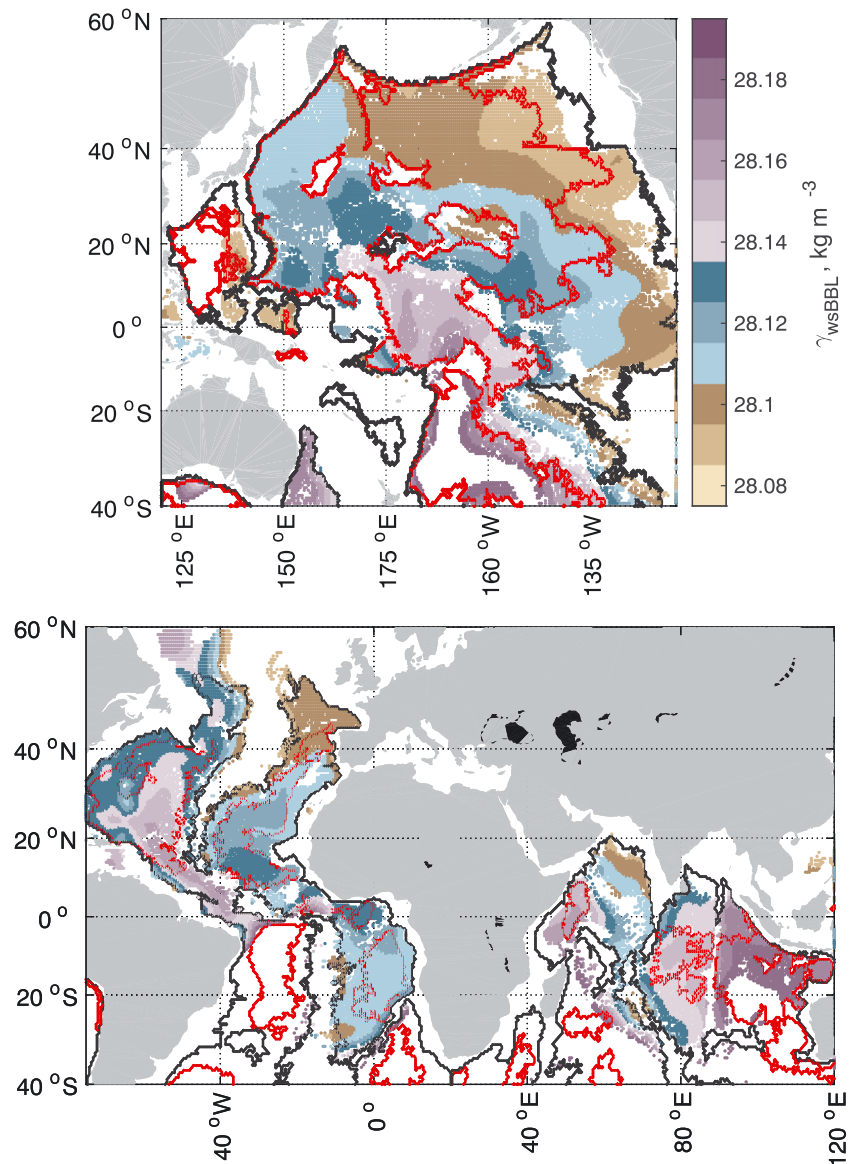 60 °N
40 °N
20 °N
0 °
20 °S
40 °S
125 °E
150 °E
175 °E
160 °W
135 °W
28.18
28.16
28.14
28.12
28.1
28.08
γwsBBL, kg m -3
60 °N
40 °N
20 °N
0 °
20 °S
40 °S
40 °W
0 °
40 °E
80 °E
120 °E